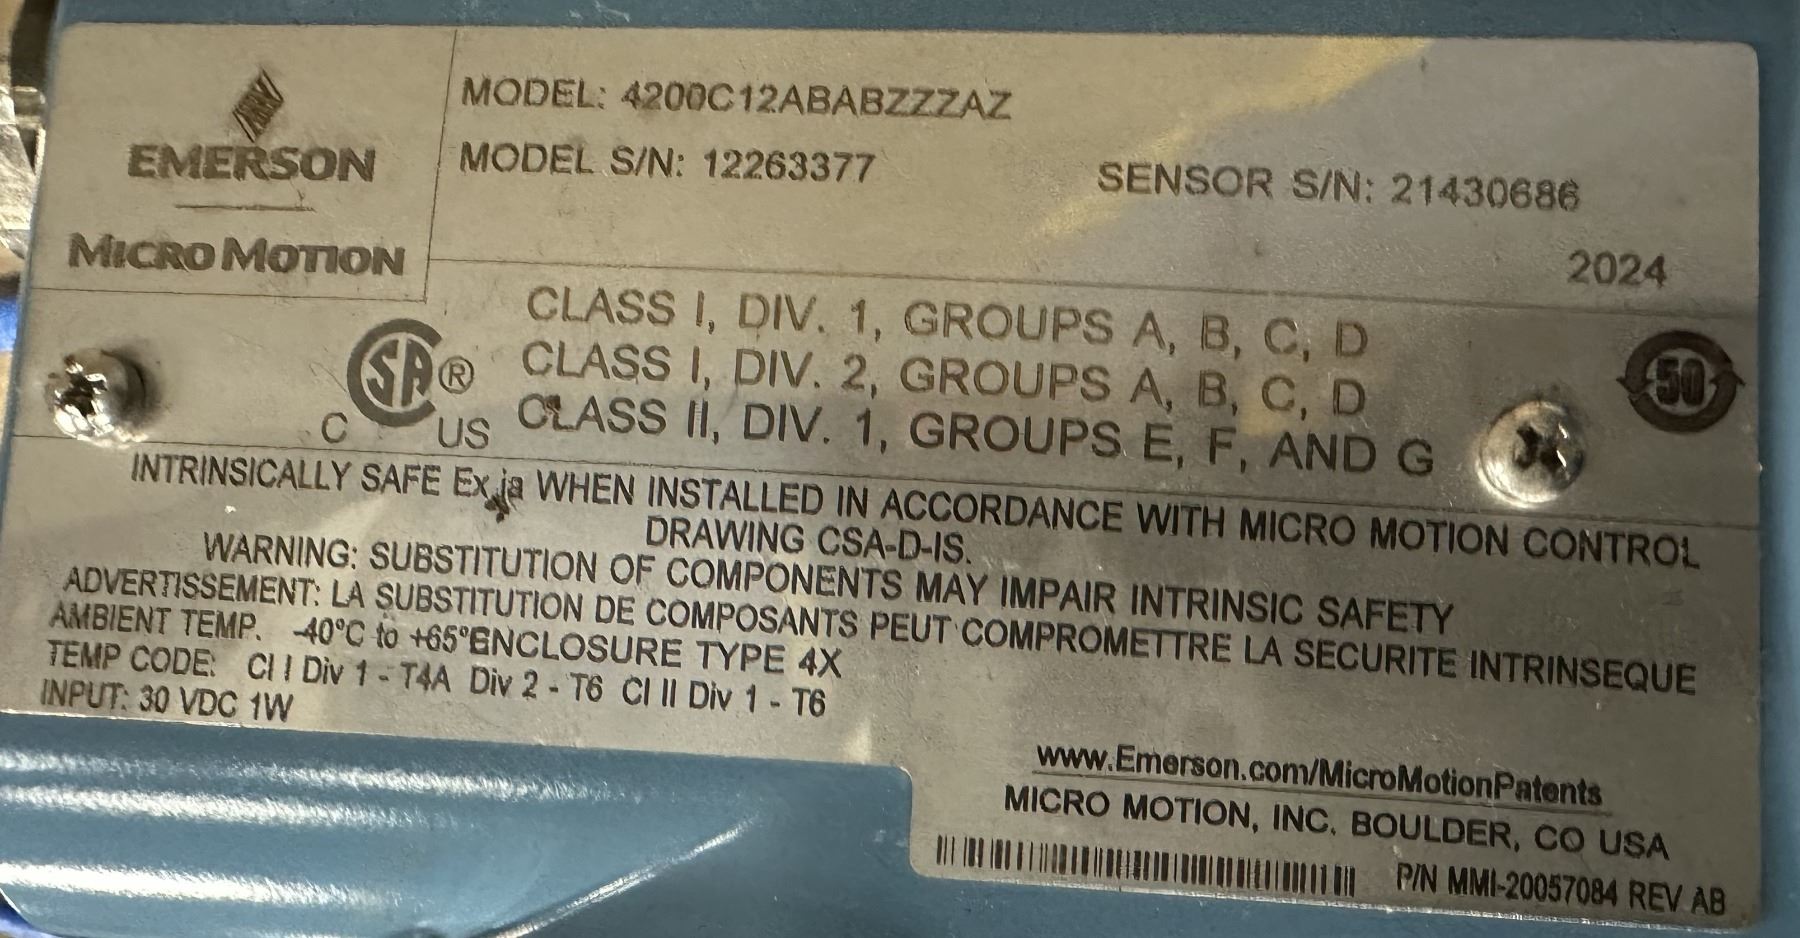 EMERSON
MICRO MOTION
MODEL: 4200C12ABABZZZAZ
MODEL S/N: 12263377
SENSOR S/N: 21430686
2024
CSA® C US
CLASS I, DIV. 1, GROUPS A, B, C, D
CLASS I, DIV. 2, GROUPS A, B, C, D
CLASS II, DIV. 1, GROUPS E, F, AND G
50
INTRINSICALLY SAFE Ex ia WHEN INSTALLED IN ACCORDANCE WITH MICRO MOTION CONTROL
DRAWING CSA-D-IS.
WARNING: SUBSTITUTION OF COMPONENTS MAY IMPAIR INTRINSIC SAFETY
ADVERTISSEMENT: LA SUBSTITUTION DE COMPOSANTS PEUT COMPROMETTRE LA SECURITE INTRINSEQUE
AMBIENT TEMP. -40°C to +65°ENCLOSURE TYPE 4X
TEMP CODE: Cl I Div 1 - T4A Div 2 - T6 Cl II Div 1 - T6
INPUT: 30 VDC 1W
www.Emerson.com/MicroMotionPatents
MICRO MOTION, INC. BOULDER, CO USA
P/N MMI-20057084 REV AB